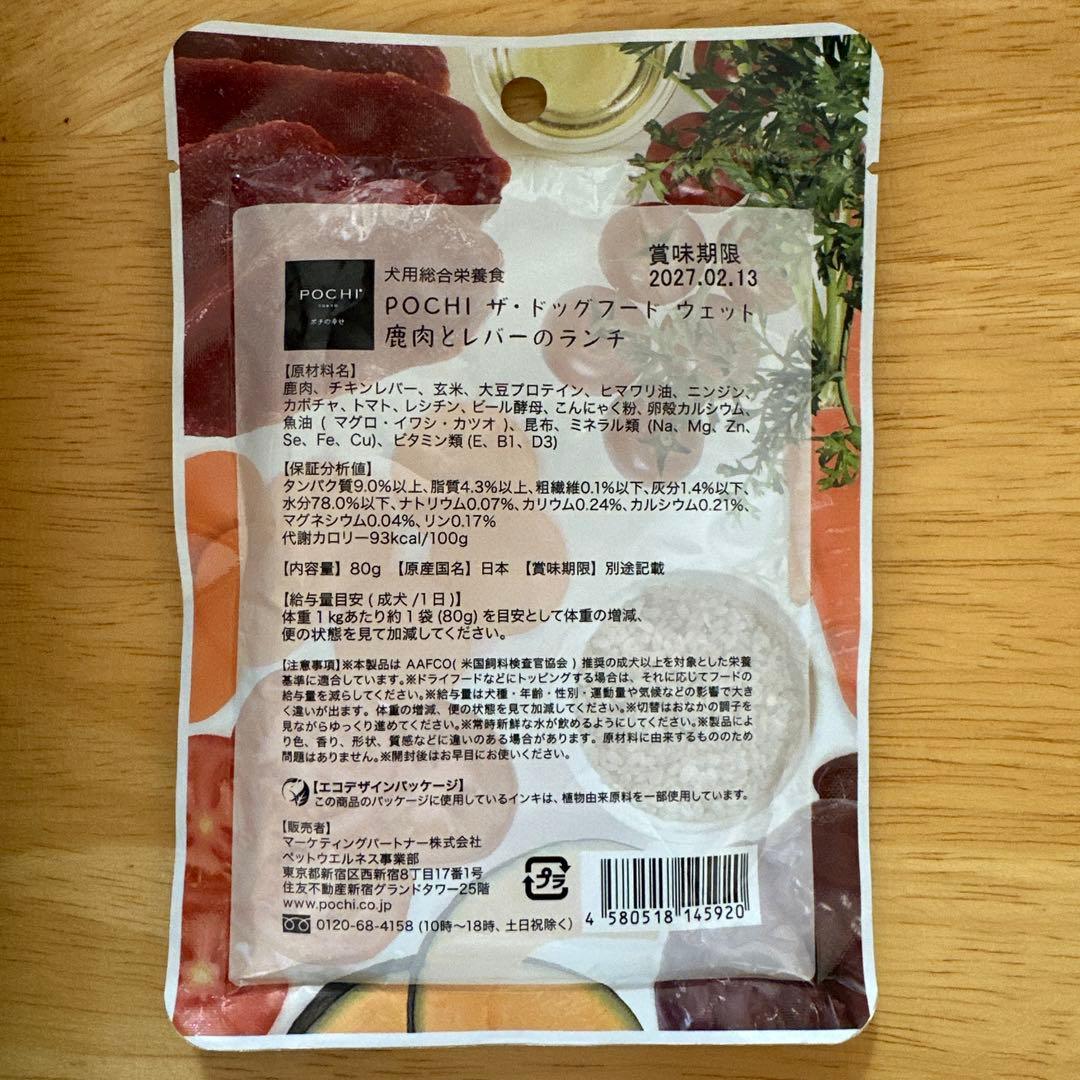 賞味期限
2027.02.13
POCHI
TOKYO
ポチの幸せ
犬用総合栄養食
POCHI ザ・ドッグフード ウェット
鹿肉とレバーのランチ
【原材料名】
鹿肉、チキンレバー、玄米、大豆プロテイン、ヒマワリ油、ニンジン、
カボチャ、トマト、レシチン、ビール酵母、こんにゃく粉、卵殻カルシウム、
魚油 ( マグロ・イワシ・カツオ )、昆布、ミネラル類 (Na、Mg、Zn、
Se、Fe、Cu)、ビタミン類 (E、B1、D3)
【保証分析値】
タンパク質9.0%以上、脂質4.3%以上、粗繊維0.1%以下、灰分1.4%以下、
水分78.0%以下、ナトリウム0.07%、カリウム0.24%、カルシウム0.21%、
マグネシウム0.04%、リン0.17%
代謝カロリー93kcal/100g
【内容量】80g 【原産国名】日本 【賞味期限】別途記載
【給与量目安 ( 成犬 /1日 )】
体重1kgあたり約1袋 (80g) を目安として体重の増減、
便の状態を見て加減してください。
【注意事項】※本製品は AAFCO( 米国飼料検査官協会 ) 推奨の成犬以上を対象とした栄養
基準に適合しています。※ドライフードなどにトッピングする場合は、それに応じてフードの
給与量を減らしてください。※給与量は犬種・年齢・性別・運動量や気候などの影響で大き
く違いが出ます。体重の増減、便の状態を見て加減してください。※切替はおなかの調子を
見ながらゆっくり進めてください。※常時新鮮な水が飲めるようにしてください。※製品によ
り色、香り、形状、質感などに違いのある場合があります。原材料に由来するもののため
問題はありません。※開封後はお早目にお使いください。
【エコデザインパッケージ】
この商品のパッケージに使用しているインキは、植物由来原料を一部使用しています。
【販売者】
マーケティングパートナー株式会社
ペットウエルネス事業部
東京都新宿区西新宿8丁目17番1号
住友不動産新宿グランドタワー25階
www.pochi.co.jp
0120-68-4158 (10時〜18時、土日祝除く)
プラ
4 580518 145920